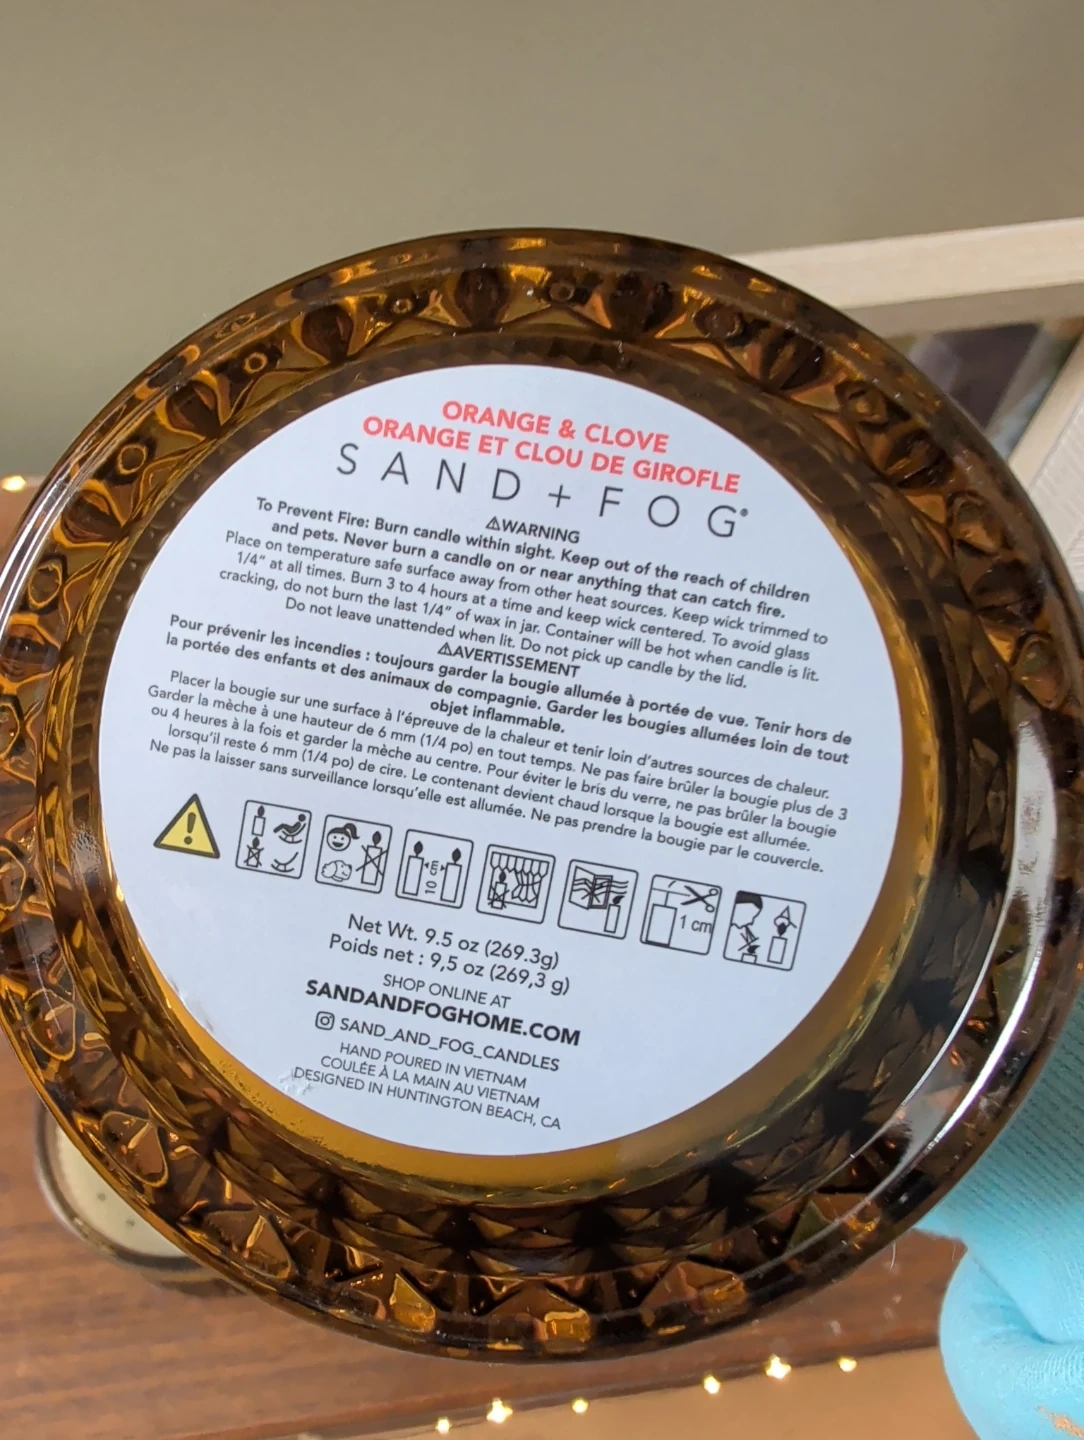 ORANGE & CLOVE
ORANGE ET CLOU DE GIROFLE
SAND + FOG®
⚠WARNING
To Prevent Fire: Burn candle within sight. Keep out of the reach of children
and pets. Never burn a candle on or near anything that can catch fire.
Place on temperature safe surface away from other heat sources. Keep wick trimmed to
1/4" at all times. Burn 3 to 4 hours at a time and keep wick centered. To avoid glass
cracking, do not burn the last 1/4" of wax in jar. Container will be hot when candle is lit.
Do not leave unattended when lit. Do not pick up candle by the lid.
⚠AVERTISSEMENT
Pour prévenir les incendies : toujours garder la bougie allumée à portée de vue. Tenir hors de
la portée des enfants et des animaux de compagnie. Garder les bougies allumées loin de tout
objet inflammable.
Placer la bougie sur une surface à l'épreuve de la chaleur et tenir loin d'autres sources de chaleur.
Garder la mèche à une hauteur de 6 mm (1/4 po) en tout temps. Ne pas faire brûler la bougie plus de 3
ou 4 heures à la fois et garder la mèche au centre. Pour éviter le bris du verre, ne pas brûler la bougie
lorsqu'il reste 6 mm (1/4 po) de cire. Le contenant devient chaud lorsque la bougie est allumée.
Ne pas la laisser sans surveillance lorsqu'elle est allumée. Ne pas prendre la bougie par le couvercle.
10 cm
1 cm
Net Wt. 9.5 oz (269.3g)
Poids net : 9,5 oz (269,3 g)
SHOP ONLINE AT
SANDANDFOGHOME.COM
SAND_AND_FOG_CANDLES
HAND POURED IN VIETNAM
COULÉE À LA MAIN AU VIETNAM
DESIGNED IN HUNTINGTON BEACH, CA